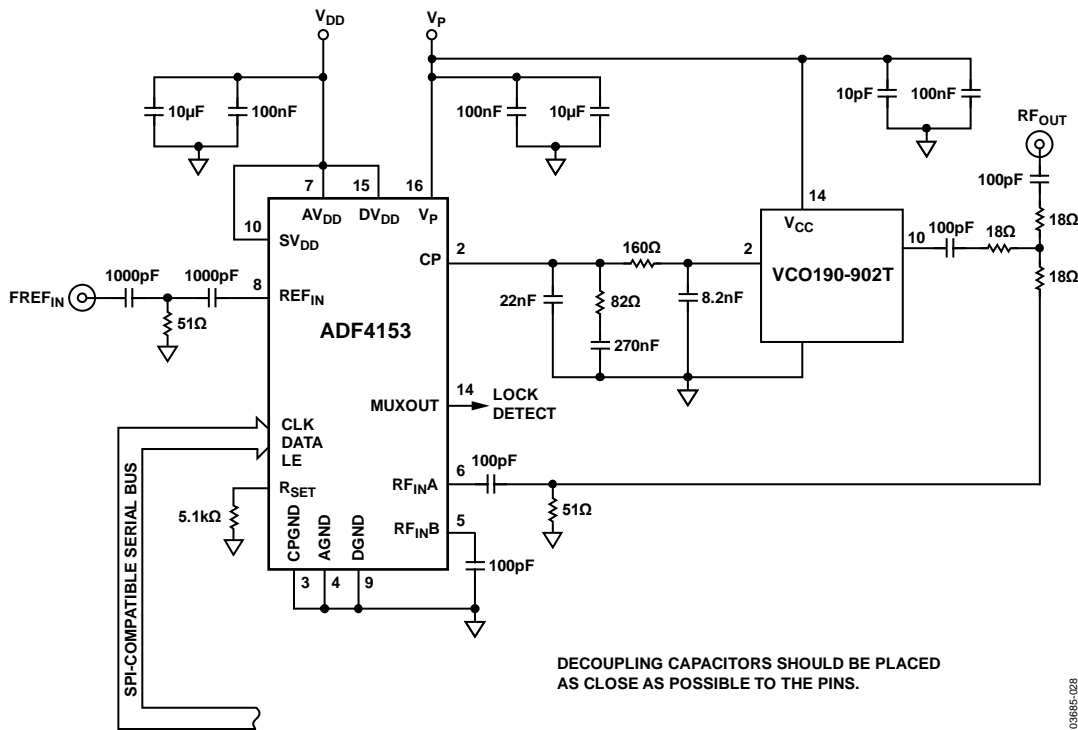 VDD
VP
10µF
100nF
100nF
10µF
10pF
100nF
RFOUT
100pF
18Ω
18Ω
7
15
16
AVDD
DVDD
VP
10
SVDD
14
VCC
10
100pF
18Ω
2
CP
160Ω
2
VCO190-902T
FREFIN
1000pF
1000pF
8
REFIN
51Ω
22nF
82Ω
8.2nF
270nF
ADF4153
MUXOUT
14
LOCK
DETECT
CLK
DATA
LE
SPI-COMPATIBLE SERIAL BUS
RSET
5.1kΩ
RFINA
6
100pF
51Ω
RFINB
5
100pF
CPGND
AGND
DGND
3
4
9
DECOUPLING CAPACITORS SHOULD BE PLACED
AS CLOSE AS POSSIBLE TO THE PINS.
03685-028